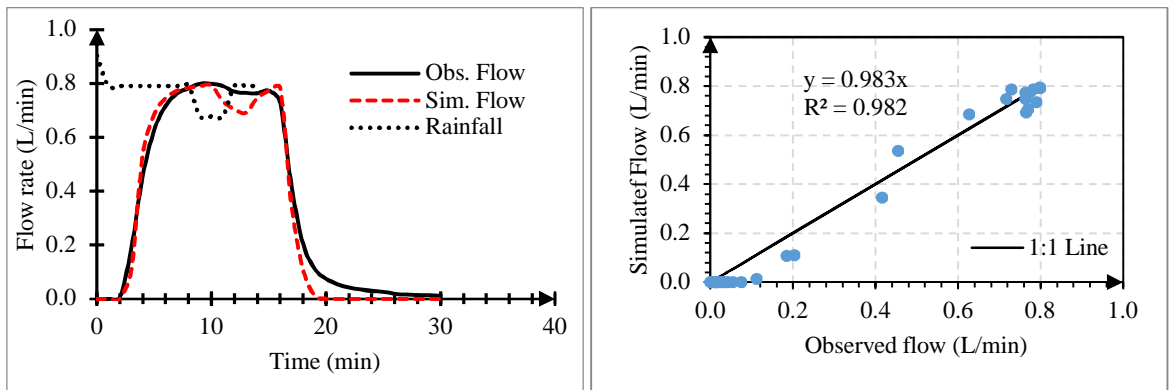 1.0
0.8
0.6
0.4
0.2
0.0
Flow rate (L/min)
0
10
20
30
40
Time (min)
Obs. Flow
Sim. Flow
Rainfall
1.0
0.8
0.6
0.4
0.2
0.0
Simulatef Flow (L/min)
y = 0.983x
R² = 0.982
1:1 Line
0.0
0.2
0.4
0.6
0.8
1.0
Observed flow (L/min)